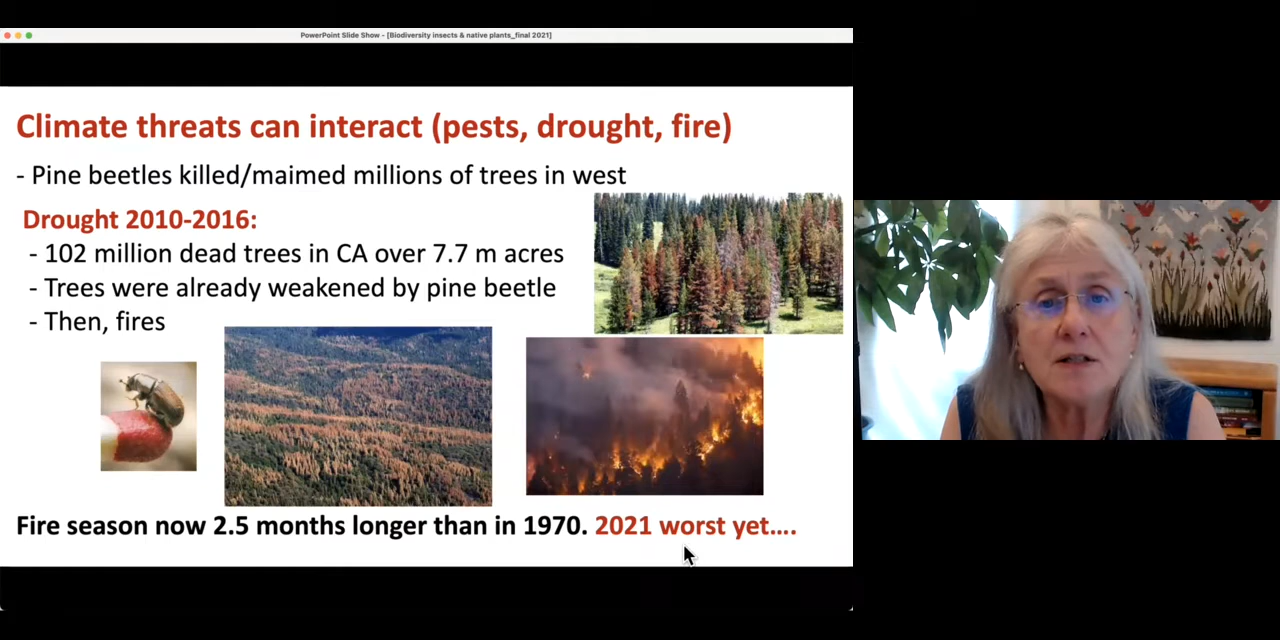 PowerPoint Slide Show - [Biodiversity insects & native plants_final 2021]
Climate threats can interact (pests, drought, fire)
- Pine beetles killed/maimed millions of trees in west
Drought 2010-2016:
- 102 million dead trees in CA over 7.7 m acres
- Trees were already weakened by pine beetle
- Then, fires
Fire season now 2.5 months longer than in 1970. 2021 worst yet....